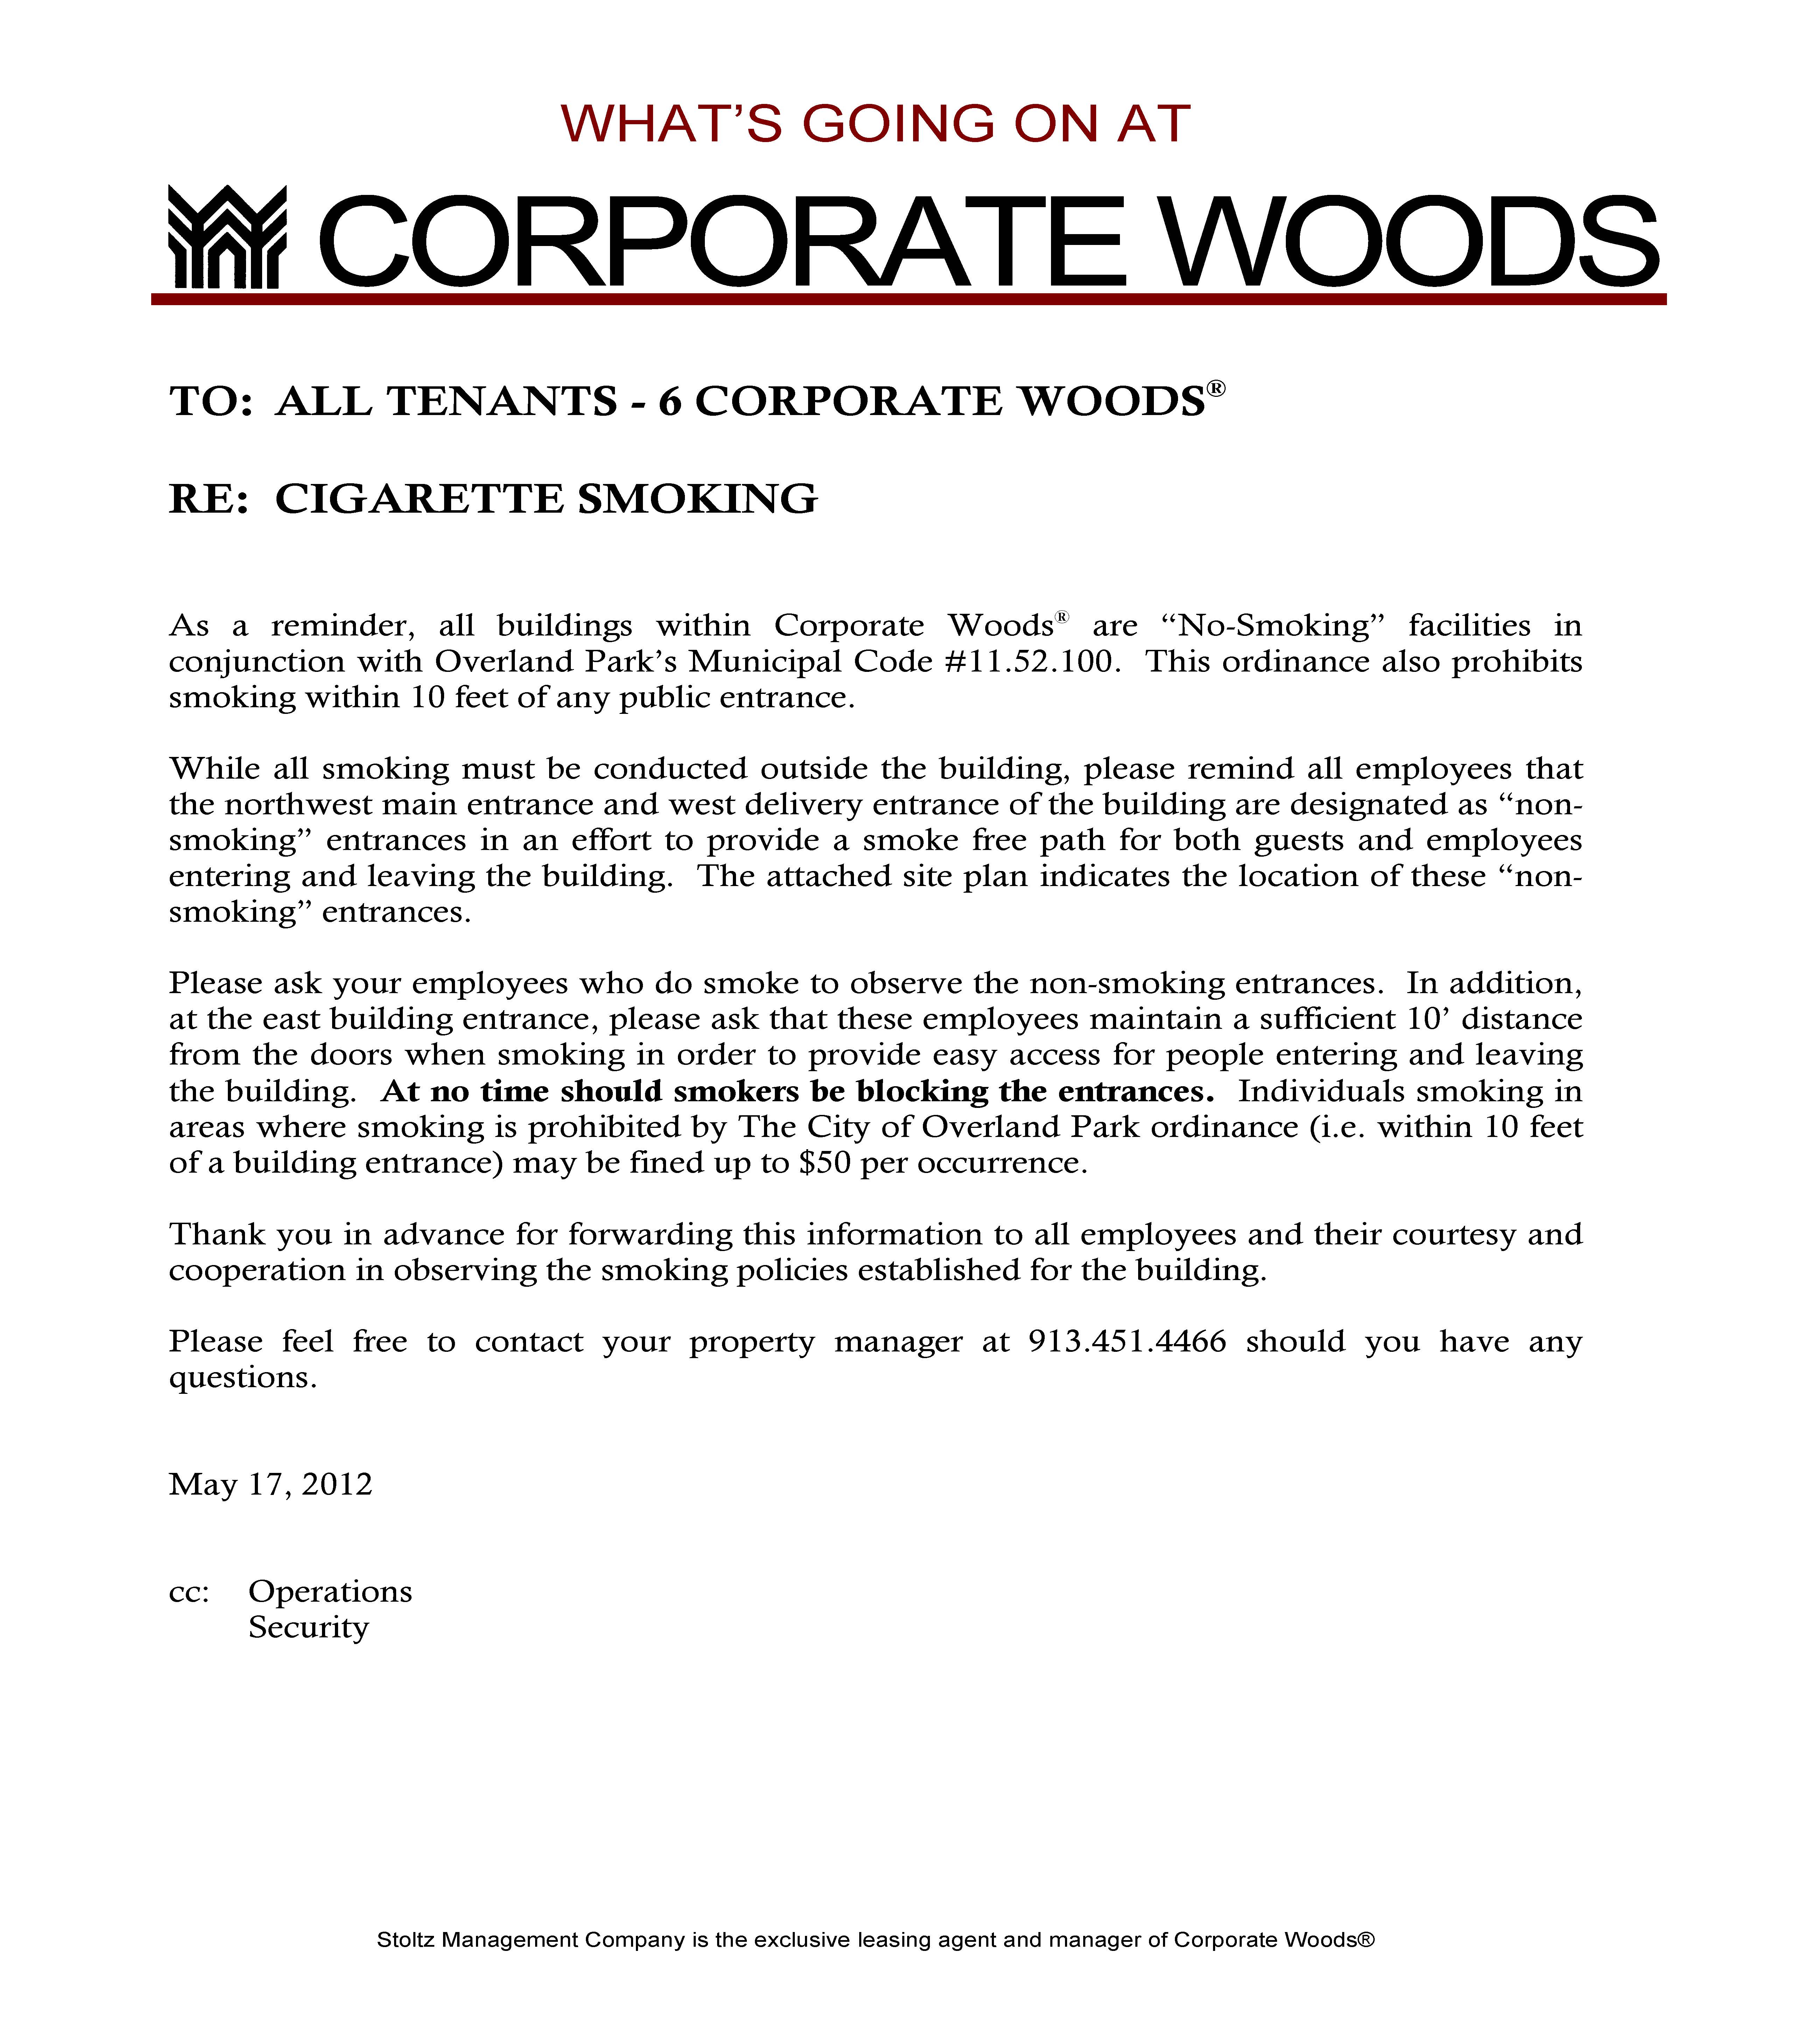 WHAT’S GOING ON AT
CORPORATE WOODS
TO: ALL TENANTS - 6 CORPORATE WOODS®
RE: CIGARETTE SMOKING
As a reminder, all buildings within Corporate Woods® are “No-Smoking” facilities in
conjunction with Overland Park’s Municipal Code #11.52.100. This ordinance also prohibits
smoking within 10 feet of any public entrance.
While all smoking must be conducted outside the building, please remind all employees that
the northwest main entrance and west delivery entrance of the building are designated as “non-
smoking” entrances in an effort to provide a smoke free path for both guests and employees
entering and leaving the building. The attached site plan indicates the location of these “non-
smoking” entrances.
Please ask your employees who do smoke to observe the non-smoking entrances. In addition,
at the east building entrance, please ask that these employees maintain a sufficient 10’ distance
from the doors when smoking in order to provide easy access for people entering and leaving
the building. At no time should smokers be blocking the entrances. Individuals smoking in
areas where smoking is prohibited by The City of Overland Park ordinance (i.e. within 10 feet
of a building entrance) may be fined up to $50 per occurrence.
Thank you in advance for forwarding this information to all employees and their courtesy and
cooperation in observing the smoking policies established for the building.
Please feel free to contact your property manager at 913.451.4466 should you have any
questions.
May 17, 2012
cc: Operations
Security
Stoltz Management Company is the exclusive leasing agent and manager of Corporate Woods®